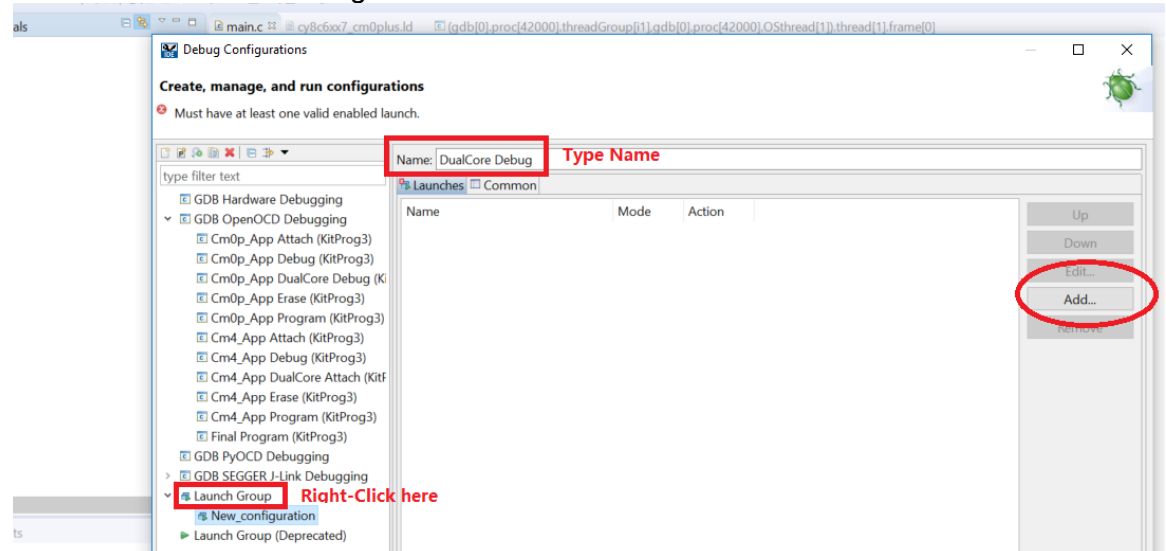 als
main.c
cy8c6xx7_cm0plus.ld
(gdb[0].proc[42000].threadGroup[i1],gdb[0].proc[42000].OSthread[1]).thread[1].frame[0]
IDE
Debug Configurations
Create, manage, and run configurations
Must have at least one valid enabled launch.
Name: DualCore Debug
Type Name
type filter text
Launches
Common
GDB Hardware Debugging
Name Mode Action
GDB OpenOCD Debugging
Up
Cm0p_App Attach (KitProg3)
Down
Cm0p_App Debug (KitProg3)
Cm0p_App DualCore Debug (Ki
Edit...
Cm0p_App Erase (KitProg3)
Add...
Cm0p_App Program (KitProg3)
Remove
Cm4_App Attach (KitProg3)
Cm4_App Debug (KitProg3)
Cm4_App DualCore Attach (KitF
Cm4_App Erase (KitProg3)
Cm4_App Program (KitProg3)
Final Program (KitProg3)
GDB PyOCD Debugging
GDB SEGGER J-Link Debugging
Launch Group
Right-Click here
New_configuration
Launch Group (Deprecated)
ts